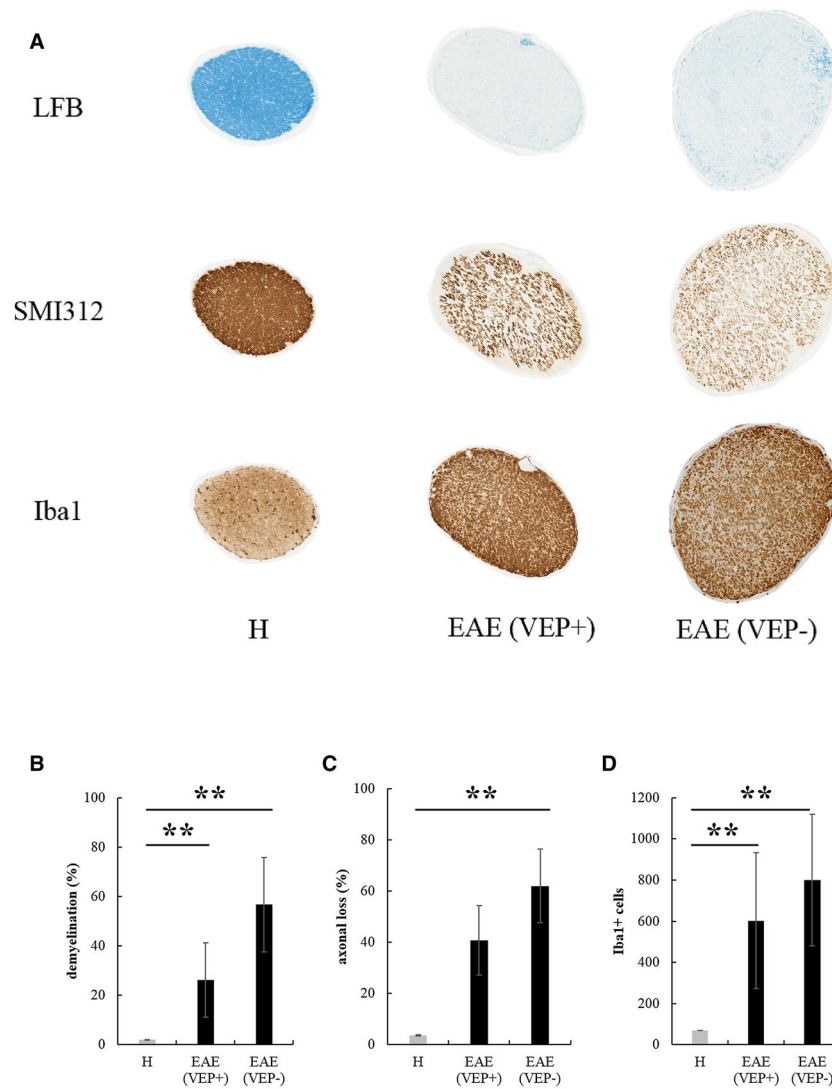 A
LFB
SMI312
Iba1
H
EAE (VEP+)
EAE (VEP-)
B
demyelination (%)
100
80
60
40
20
0
**
**
H
EAE
(VEP+)
EAE
(VEP-)
C
axonal loss (%)
100
80
60
40
20
0
**
H
EAE
(VEP+)
EAE
(VEP-)
D
Iba1+ cells
1200
1000
800
600
400
200
0
**
**
H
EAE
(VEP+)
EAE
(VEP-)